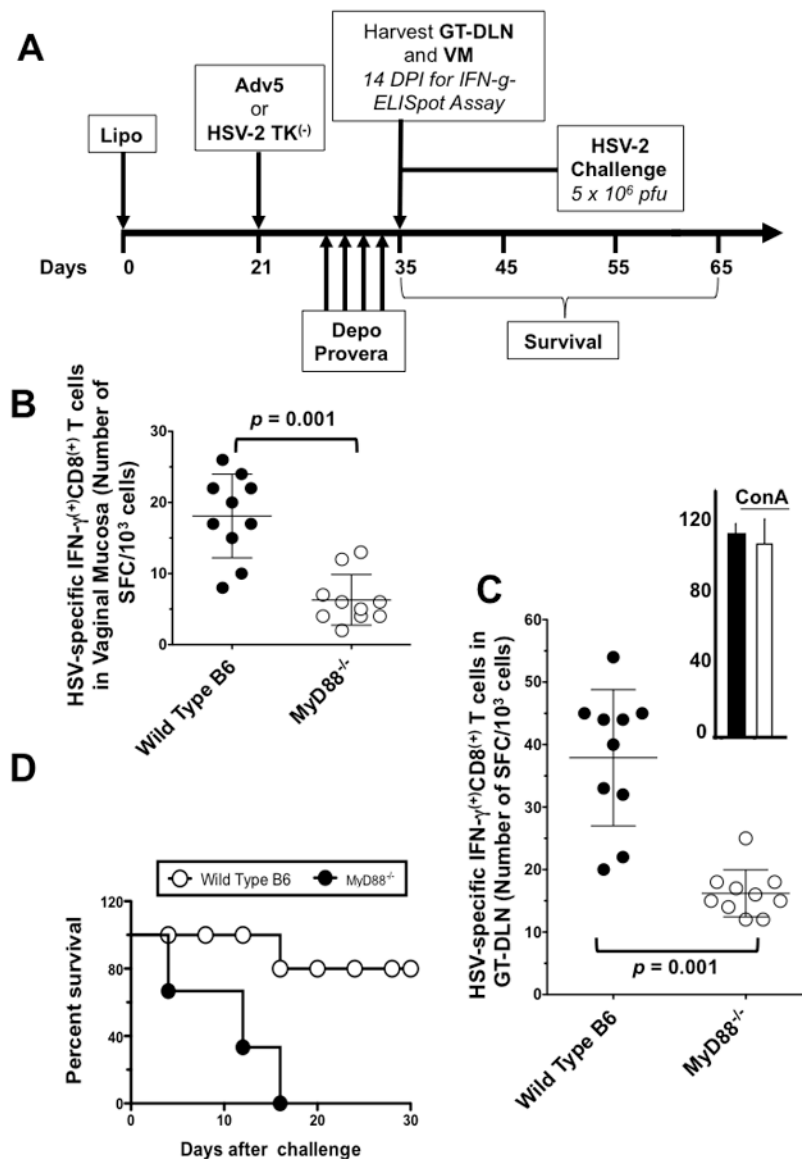 A
Lipo
Adv5
or
HSV-2 TK(-)
Harvest GT-DLN
and VM
14 DPI for IFN-g-
ELISpot Assay
HSV-2
Challenge
5 x 10⁶ pfu
Days
0
21
35
45
55
65
Depo
Provera
Survival
B
HSV-specific IFN-γ(+)CD8(+) T cells
in Vaginal Mucosa (Number of
SFC/10³ cells)
p = 0.001
30
20
10
0
Wild Type B6
MyD88-/-
C
ConA
120
80
40
0
HSV-specific IFN-γ(+)CD8(+) T cells in
GT-DLN (Number of SFC/10³ cells)
60
50
40
30
20
10
0
p = 0.001
Wild Type B6
MyD88-/-
D
Wild Type B6
MyD88-/-
Percent survival
120
80
40
0
0
10
20
30
Days after challenge